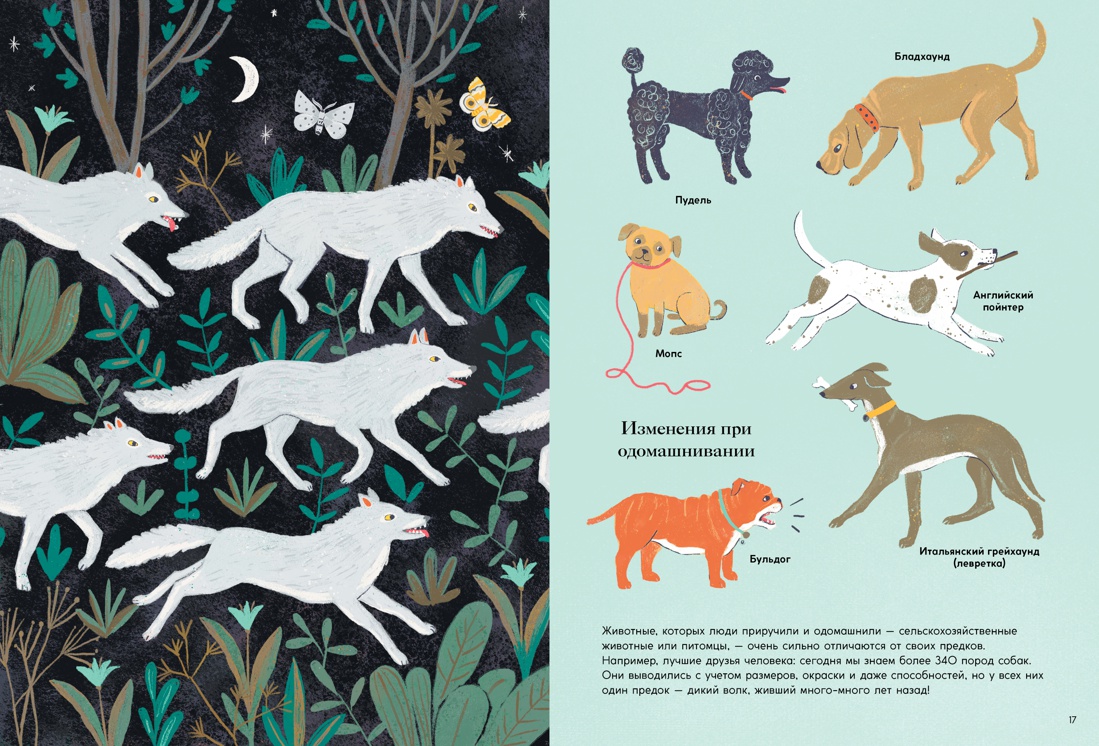 Бладхаунд
Пудель
Английский
пойнтер
Мопс
Изменения при
одомашнивании
Бульдог
Итальянский грейхаунд
(левретка)
Животные, которых люди приручили и одомашнили — сельскохозяйственные
животные или питомцы, — очень сильно отличаются от своих предков.
Например, лучшие друзья человека: сегодня мы знаем более 340 пород собак.
Они выводились с учетом размеров, окраски и даже способностей, но у всех них
один предок — дикий волк, живший много-много лет назад!
17